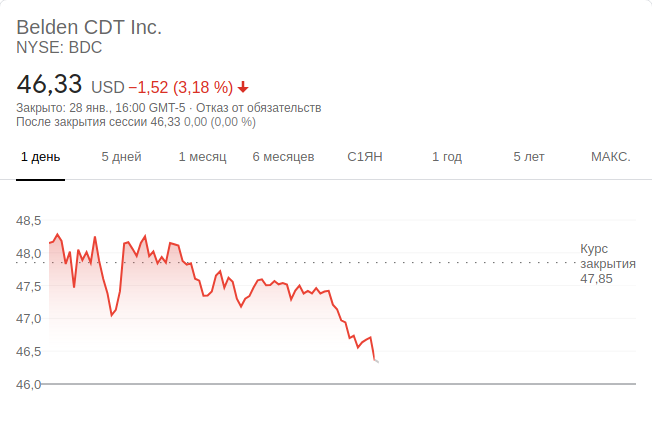 Belden CDT Inc.
NYSE: BDC
46,33 USD −1,52 (3,18 %)
Закрыто: 28 янв., 16:00 GMT-5 · Отказ от обязательств
После закрытия сессии 46,33 0,00 (0,00 %)
1 день 5 дней 1 месяц 6 месяцев С1ЯН 1 год 5 лет МАКС.
48,5
48,0
47,5
47,0
46,5
46,0
Курс
закрытия
47,85